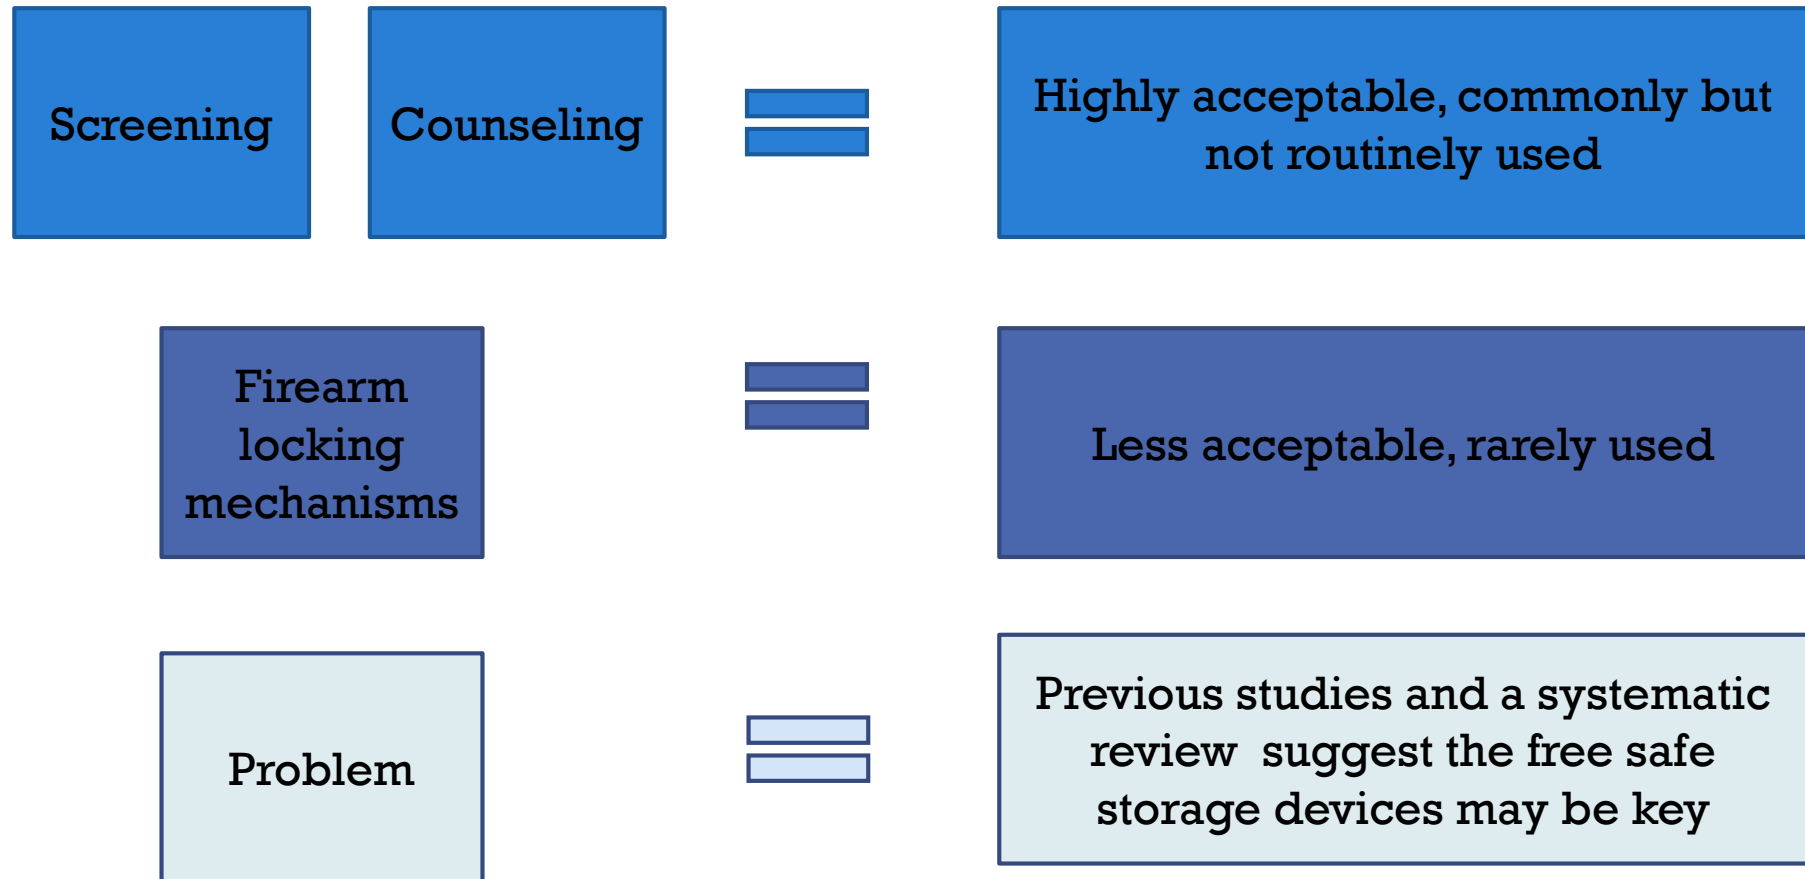 Screening
Counseling
Highly acceptable, commonly but
not routinely used
Firearm
locking
mechanisms
Less acceptable, rarely used
Problem
Previous studies and a systematic
review  suggest the free safe
storage devices may be key